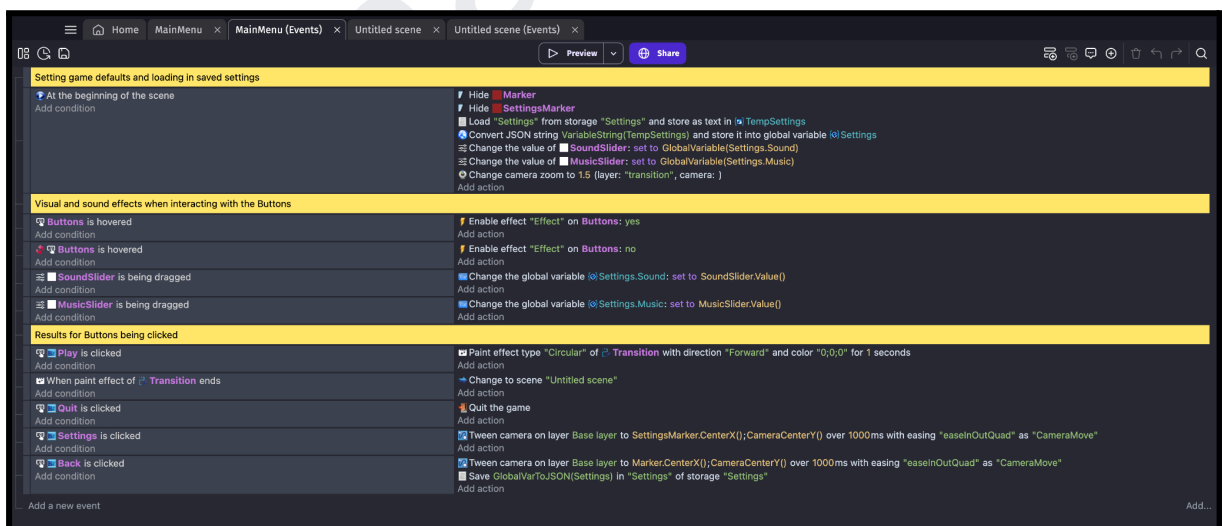 Home MainMenu × MainMenu (Events) × Untitled scene × Untitled scene (Events) ×
Preview Share
Setting game defaults and loading in saved settings
At the beginning of the scene
Add condition
Hide Marker
Hide SettingsMarker
Load "Settings" from storage "Settings" and store as text in TempSettings
Convert JSON string VariableString(TempSettings) and store it into global variable Settings
Change the value of SoundSlider: set to GlobalVariable(Settings.Sound)
Change the value of MusicSlider: set to GlobalVariable(Settings.Music)
Change camera zoom to 1.5 (layer: "transition", camera: )
Add action
Visual and sound effects when interacting with the Buttons
Buttons is hovered
Add condition
Enable effect "Effect" on Buttons: yes
Add action
Buttons is hovered
Add condition
Enable effect "Effect" on Buttons: no
Add action
SoundSlider is being dragged
Add condition
Change the global variable Settings.Sound: set to SoundSlider.Value()
Add action
MusicSlider is being dragged
Add condition
Change the global variable Settings.Music: set to MusicSlider.Value()
Add action
Results for Buttons being clicked
Play is clicked
Add condition
Paint effect type "Circular" of Transition with direction "Forward" and color "0;0;0" for 1 seconds
Add action
When paint effect of Transition ends
Add condition
Change to scene "Untitled scene"
Add action
Quit is clicked
Add condition
Quit the game
Add action
Settings is clicked
Add condition
Tween camera on layer Base layer to SettingsMarker.CenterX();CameraCenterY() over 1000ms with easing "easeInOutQuad" as "CameraMove"
Add action
Back is clicked
Add condition
Tween camera on layer Base layer to Marker.CenterX();CameraCenterY() over 1000ms with easing "easeInOutQuad" as "CameraMove"
Save GlobalVarToJSON(Settings) in "Settings" of storage "Settings"
Add action
Add a new event Add...